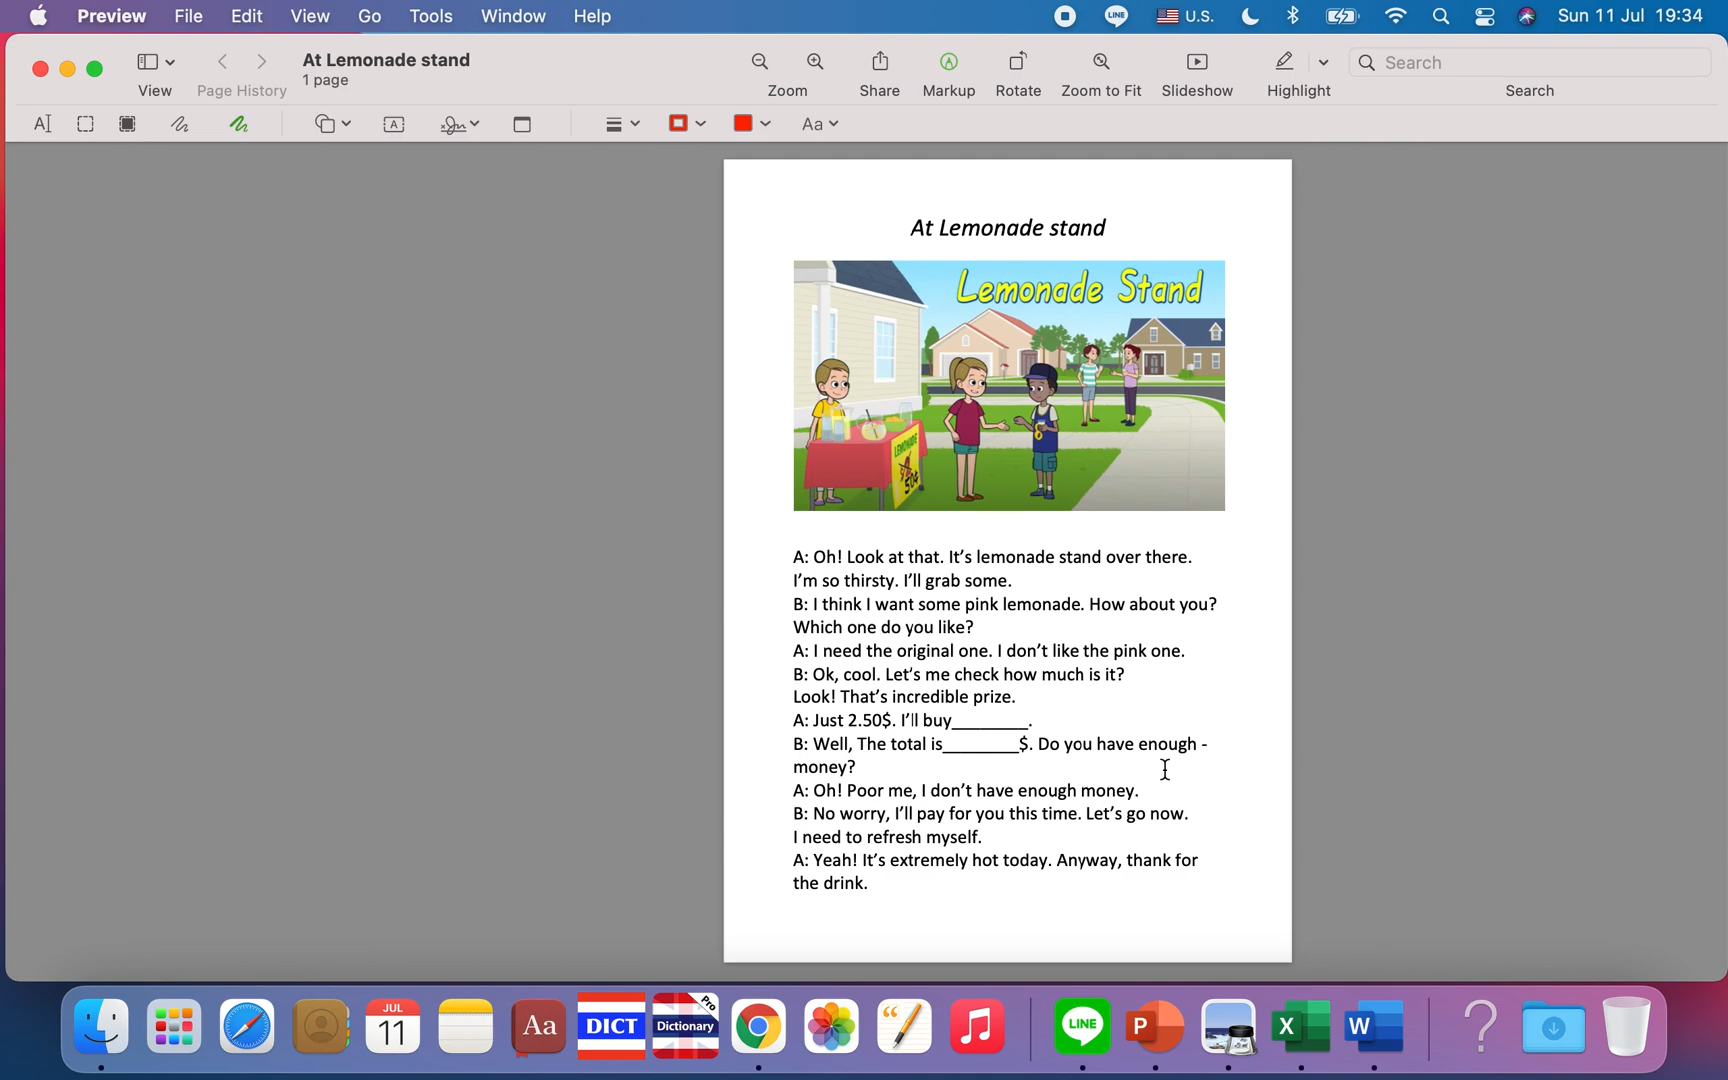 Preview File Edit View Go Tools Window Help LINE U.S. Sun 11 Jul 19:34
At Lemonade stand
1 page
View Page History Zoom Share Markup Rotate Zoom to Fit Slideshow Highlight Search
Search
A A Aa
At Lemonade stand
Lemonade Stand
LEMONADE
50¢
A: Oh! Look at that. It’s lemonade stand over there.
I’m so thirsty. I’ll grab some.
B: I think I want some pink lemonade. How about you?
Which one do you like?
A: I need the original one. I don’t like the pink one.
B: Ok, cool. Let’s me check how much is it?
Look! That’s incredible prize.
A: Just 2.50$. I’ll buy________.
B: Well, The total is________$. Do you have enough -
money?
A: Oh! Poor me, I don’t have enough money.
B: No worry, I’ll pay for you this time. Let’s go now.
I need to refresh myself.
A: Yeah! It’s extremely hot today. Anyway, thank for
the drink.
JUL
11
Aa
DICT
Pro
Dictionary
LINE
P
X
W